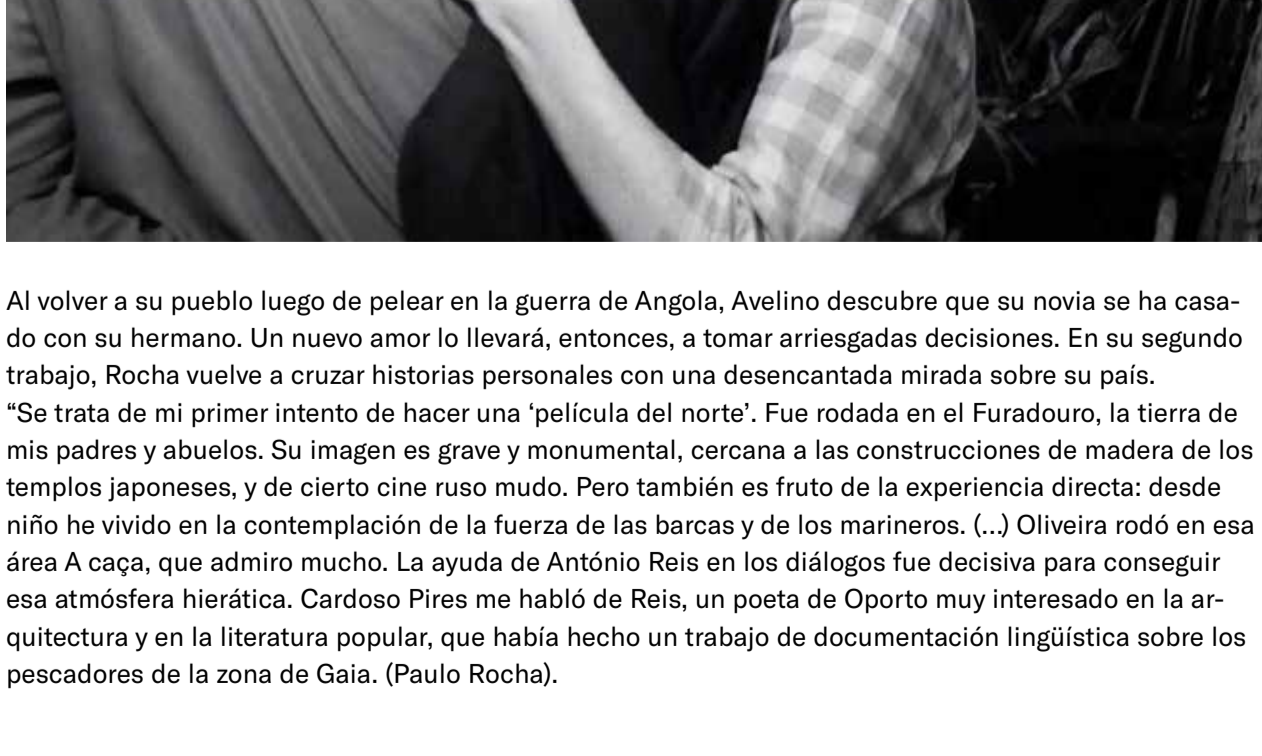 Al volver a su pueblo luego de pelear en la guerra de Angola, Avelino descubre que su novia se ha casa-
do con su hermano. Un nuevo amor lo llevará, entonces, a tomar arriesgadas decisiones. En su segundo
trabajo, Rocha vuelve a cruzar historias personales con una desencantada mirada sobre su país.
“Se trata de mi primer intento de hacer una ‘película del norte’. Fue rodada en el Furadouro, la tierra de
mis padres y abuelos. Su imagen es grave y monumental, cercana a las construcciones de madera de los
templos japoneses, y de cierto cine ruso mudo. Pero también es fruto de la experiencia directa: desde
niño he vivido en la contemplación de la fuerza de las barcas y de los marineros. (...) Oliveira rodó en esa
área A caça, que admiro mucho. La ayuda de António Reis en los diálogos fue decisiva para conseguir
esa atmósfera hierática. Cardoso Pires me habló de Reis, un poeta de Oporto muy interesado en la ar-
quitectura y en la literatura popular, que había hecho un trabajo de documentación lingüística sobre los
pescadores de la zona de Gaia. (Paulo Rocha).